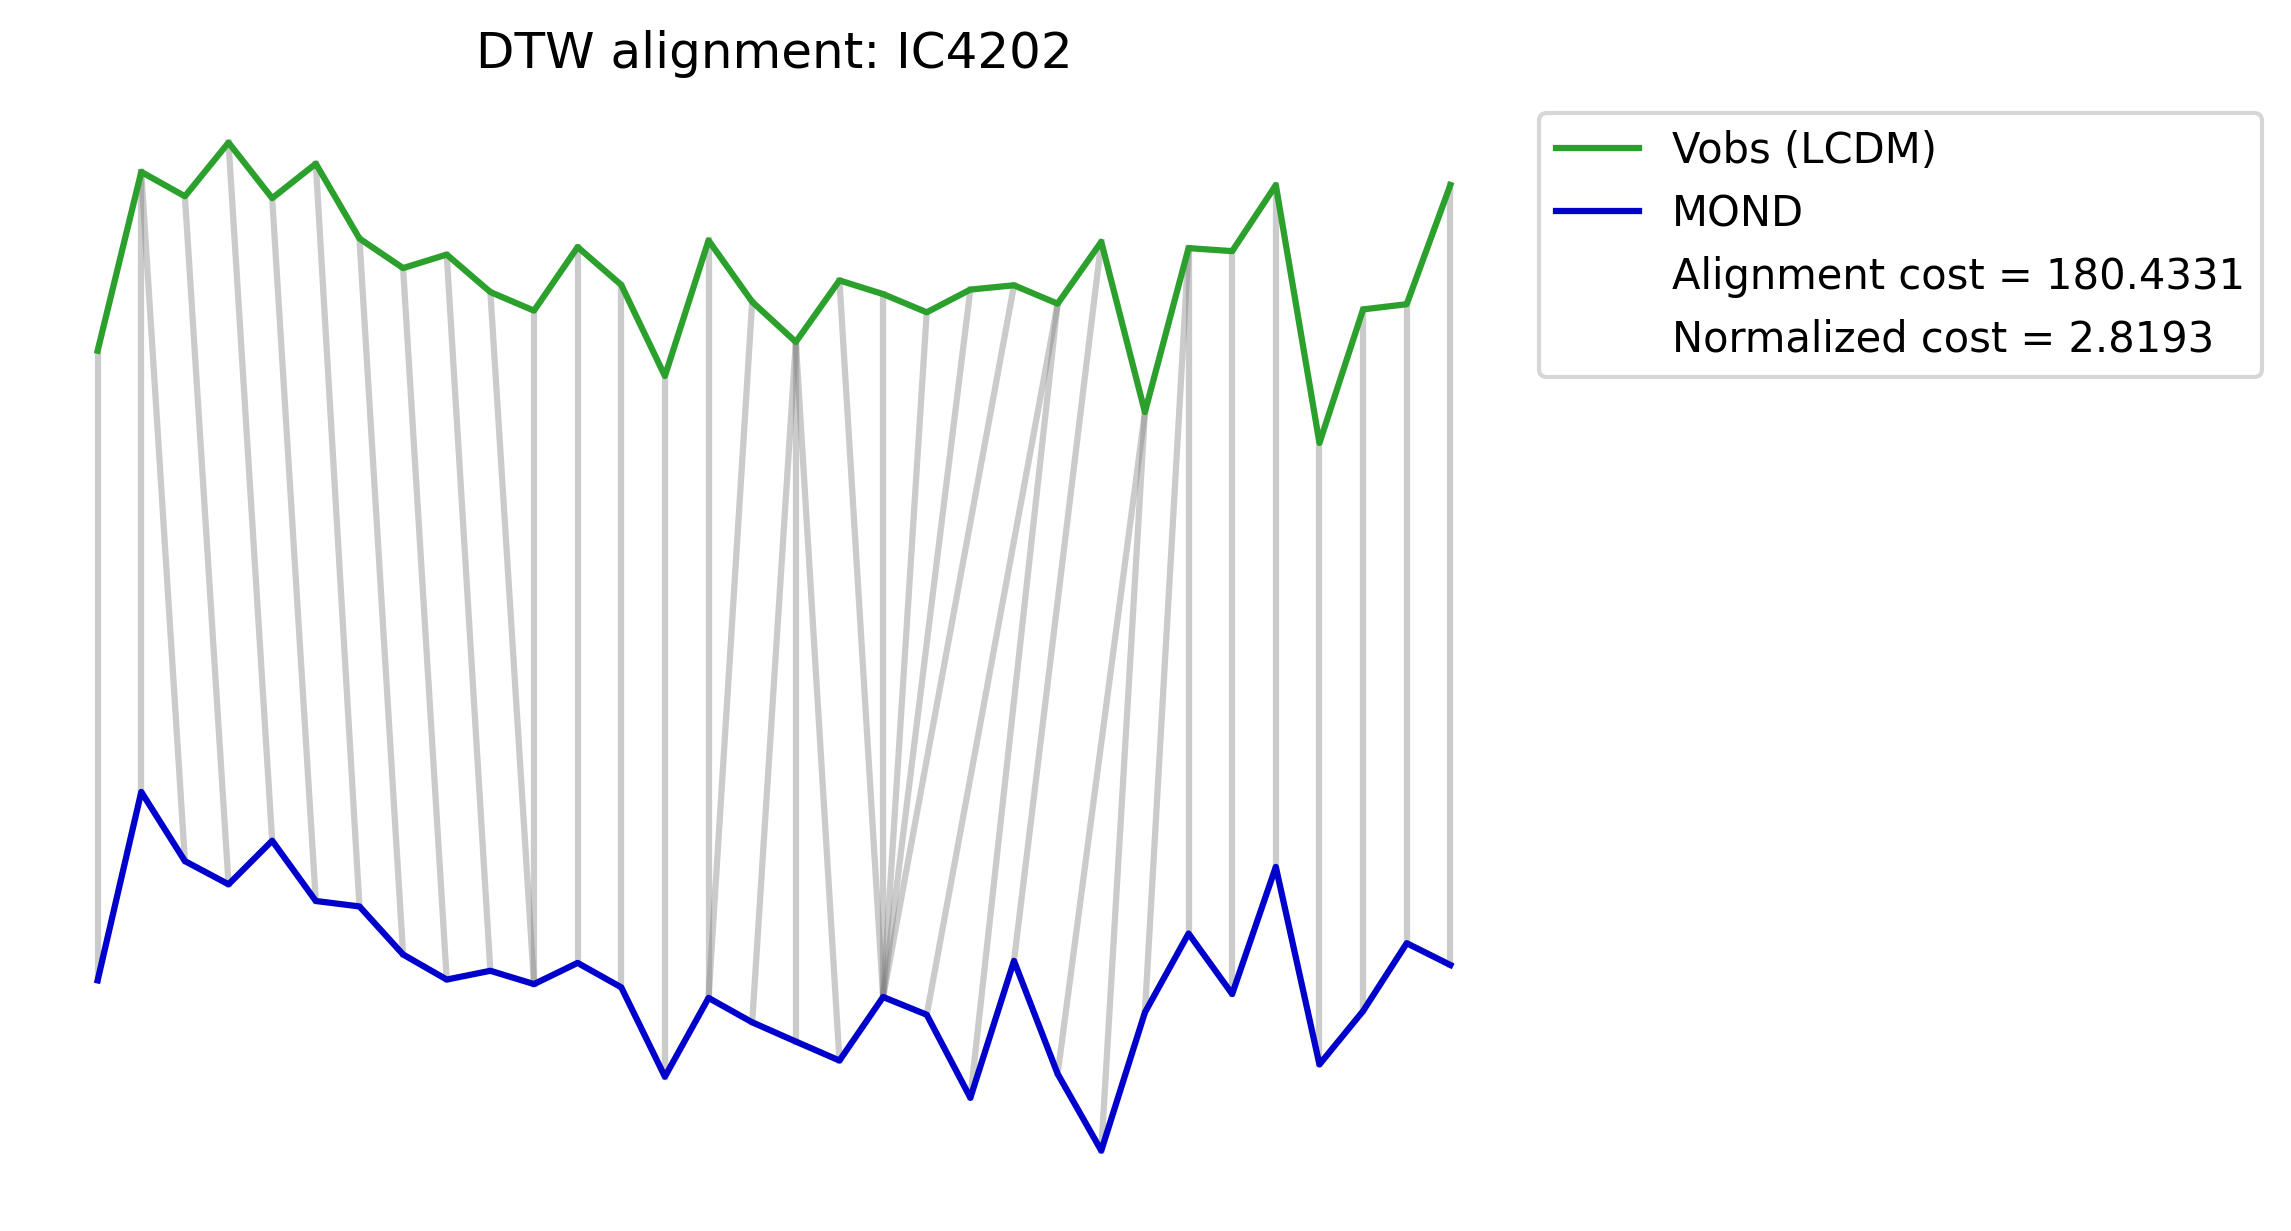 DTW alignment: IC4202
Vobs (LCDM)
MOND
Alignment cost = 180.4331
Normalized cost = 2.8193